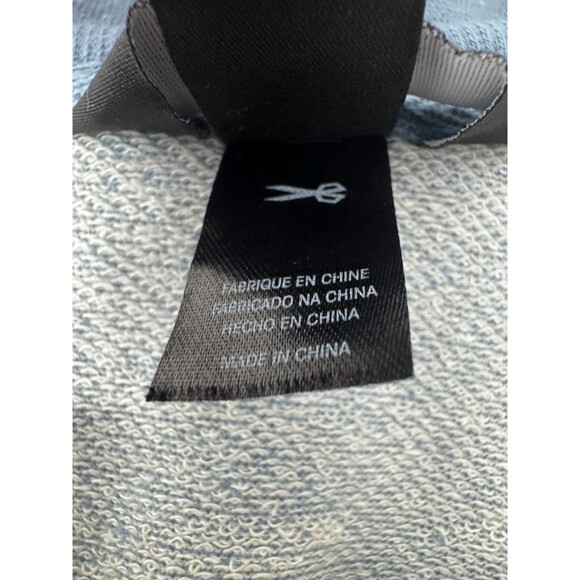 FABRIQUE EN CHINE
FABRICADO NA CHINA
HECHO EN CHINA
MADE IN CHINA